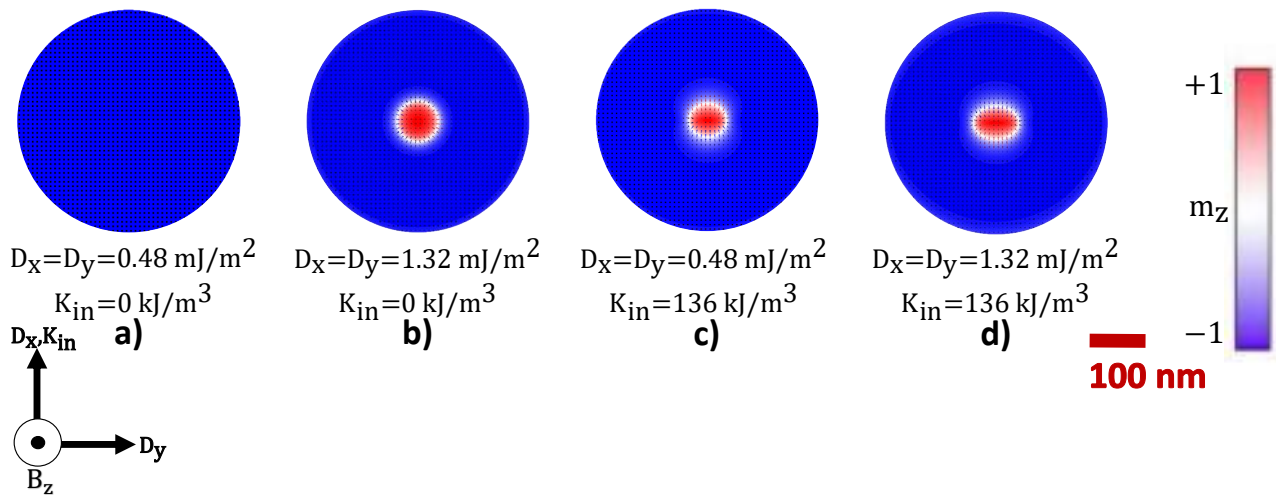 Dx=Dy=0.48 mJ/m²
Kin=0 kJ/m³
a)
Dx=Dy=1.32 mJ/m²
Kin=0 kJ/m³
b)
Dx=Dy=0.48 mJ/m²
Kin=136 kJ/m³
c)
Dx=Dy=1.32 mJ/m²
Kin=136 kJ/m³
d)
+1
mz
−1
100 nm
Dx,Kin
Dy
Bz